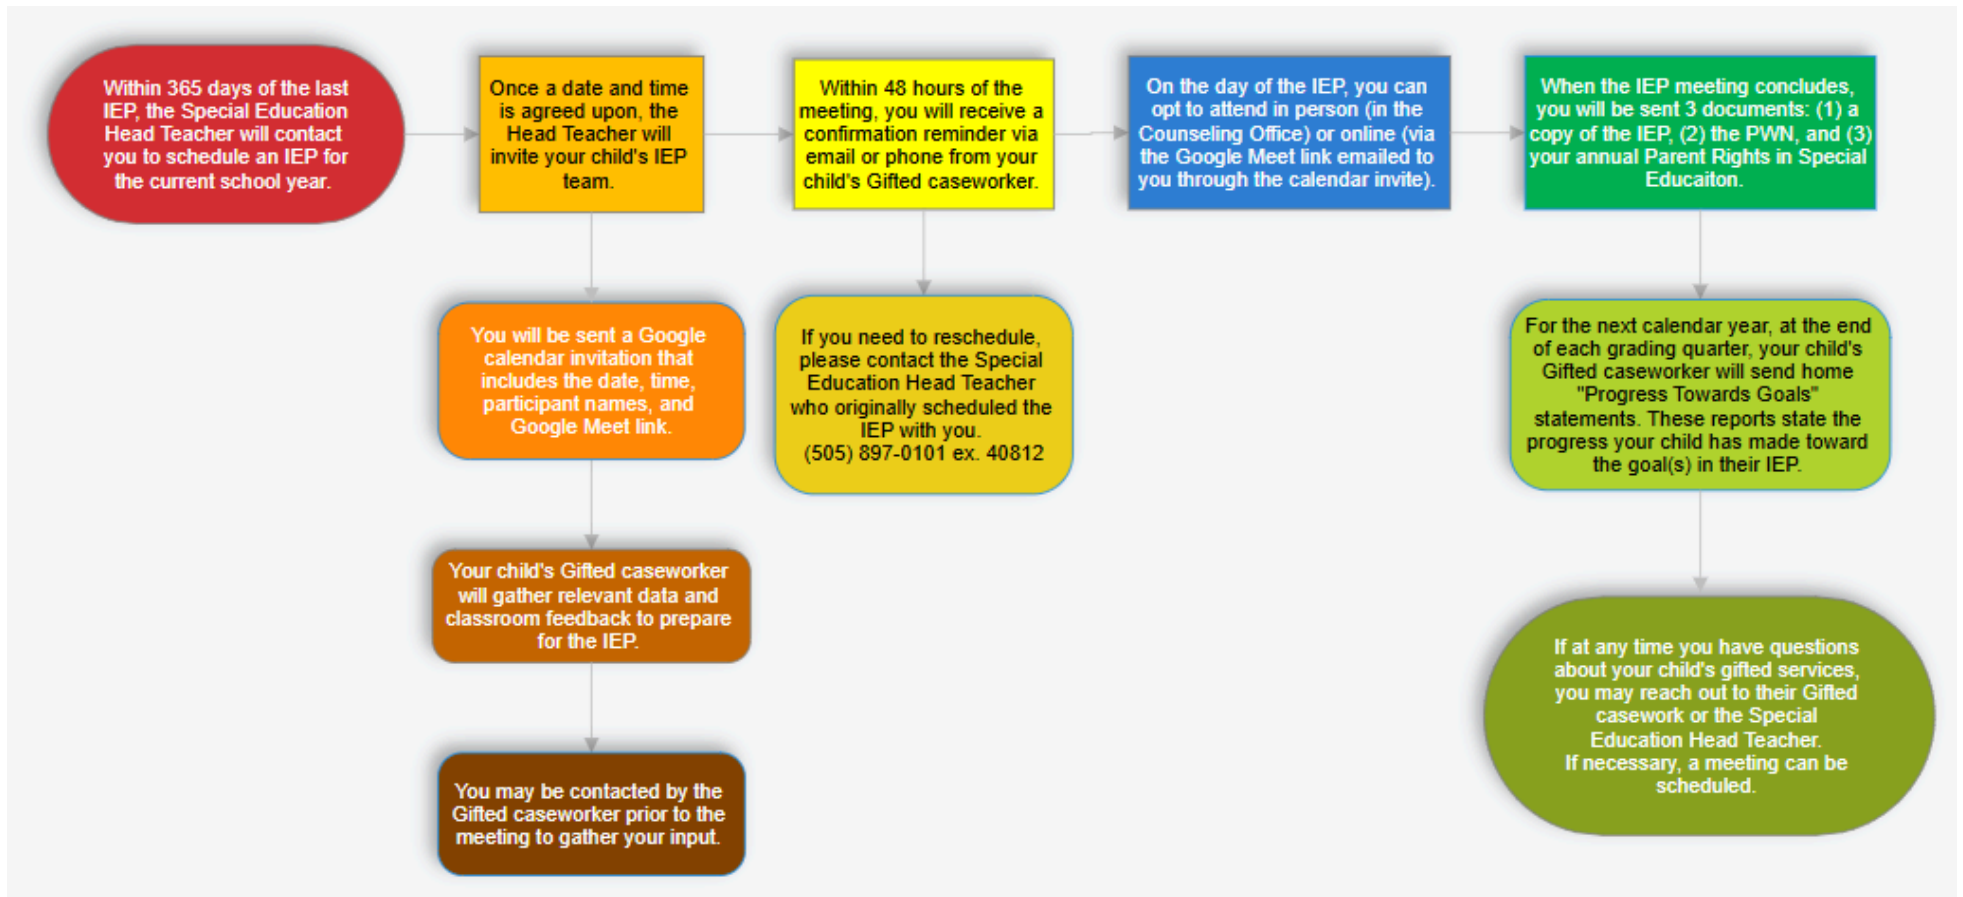 Within 365 days of the last
IEP, the Special Education
Head Teacher will contact
you to schedule an IEP for
the current school year.
Once a date and time
is agreed upon, the
Head Teacher will
invite your child's IEP
team.
Within 48 hours of the
meeting, you will receive a
confirmation reminder via
email or phone from your
child's Gifted caseworker.
On the day of the IEP, you can
opt to attend in person (in the
Counseling Office) or online (via
the Google Meet link emailed to
you through the calendar invite).
When the IEP meeting concludes,
you will be sent 3 documents: (1) a
copy of the IEP, (2) the PWN, and (3)
your annual Parent Rights in Special
Educaiton.
You will be sent a Google
calendar invitation that
includes the date, time,
participant names, and
Google Meet link.
If you need to reschedule,
please contact the Special
Education Head Teacher
who originally scheduled the
IEP with you.
(505) 897-0101 ex. 40812
For the next calendar year, at the end
of each grading quarter, your child's
Gifted caseworker will send home
"Progress Towards Goals"
statements. These reports state the
progress your child has made toward
the goal(s) in their IEP.
Your child's Gifted caseworker
will gather relevant data and
classroom feedback to prepare
for the IEP.
If at any time you have questions
about your child's gifted services,
you may reach out to their Gifted
casework or the Special
Education Head Teacher.
If necessary, a meeting can be
scheduled.
You may be contacted by the
Gifted caseworker prior to the
meeting to gather your input.